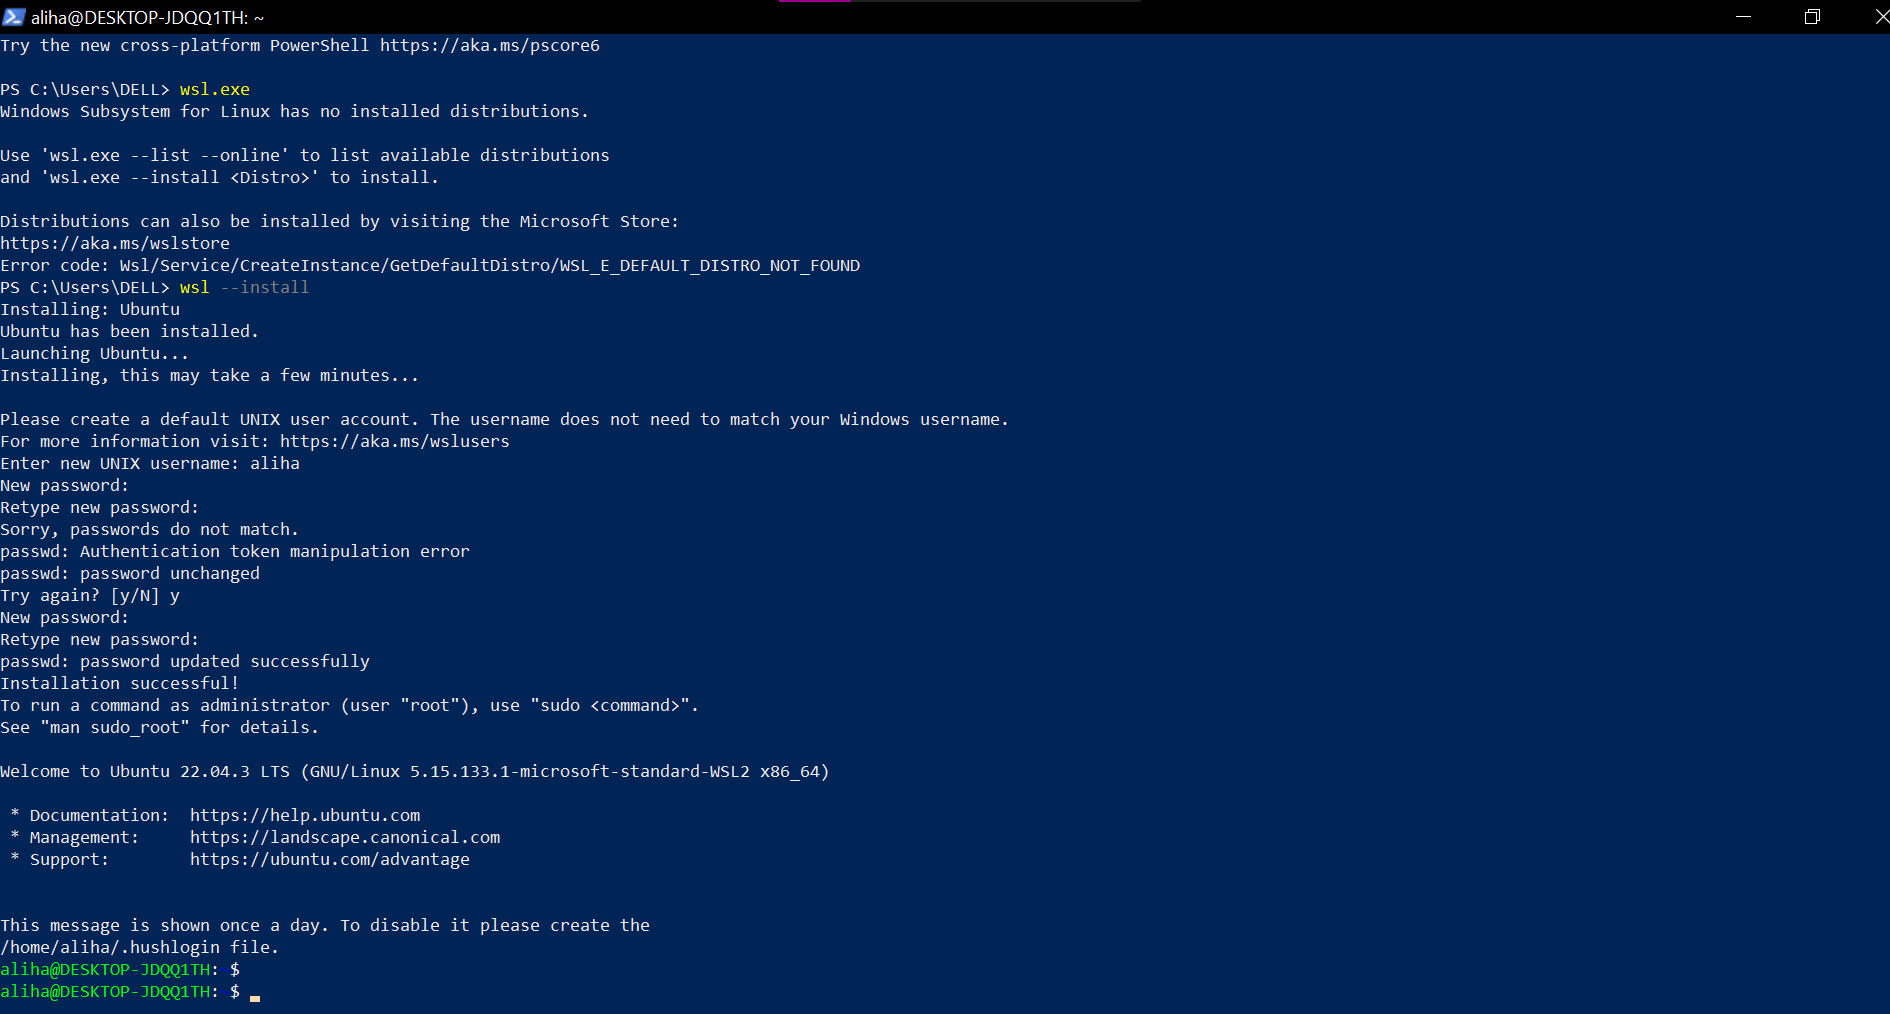 aliha@DESKTOP-JDQQ1TH: ~
Try the new cross-platform PowerShell https://aka.ms/pscore6
PS C:\Users\DELL> wsl.exe
Windows Subsystem for Linux has no installed distributions.
Use 'wsl.exe --list --online' to list available distributions
and 'wsl.exe --install <Distro>' to install.
Distributions can also be installed by visiting the Microsoft Store:
https://aka.ms/wslstore
Error code: Wsl/Service/CreateInstance/GetDefaultDistro/WSL_E_DEFAULT_DISTRO_NOT_FOUND
PS C:\Users\DELL> wsl --install
Installing: Ubuntu
Ubuntu has been installed.
Launching Ubuntu...
Installing, this may take a few minutes...
Please create a default UNIX user account. The username does not need to match your Windows username.
For more information visit: https://aka.ms/wslusers
Enter new UNIX username: aliha
New password:
Retype new password:
Sorry, passwords do not match.
passwd: Authentication token manipulation error
passwd: password unchanged
Try again? [y/N] y
New password:
Retype new password:
passwd: password updated successfully
Installation successful!
To run a command as administrator (user "root"), use "sudo <command>".
See "man sudo_root" for details.
Welcome to Ubuntu 22.04.3 LTS (GNU/Linux 5.15.133.1-microsoft-standard-WSL2 x86_64)
* Documentation:  https://help.ubuntu.com
* Management:     https://landscape.canonical.com
* Support:        https://ubuntu.com/advantage
This message is shown once a day. To disable it please create the
/home/aliha/.hushlogin file.
aliha@DESKTOP-JDQQ1TH: $
aliha@DESKTOP-JDQQ1TH: $